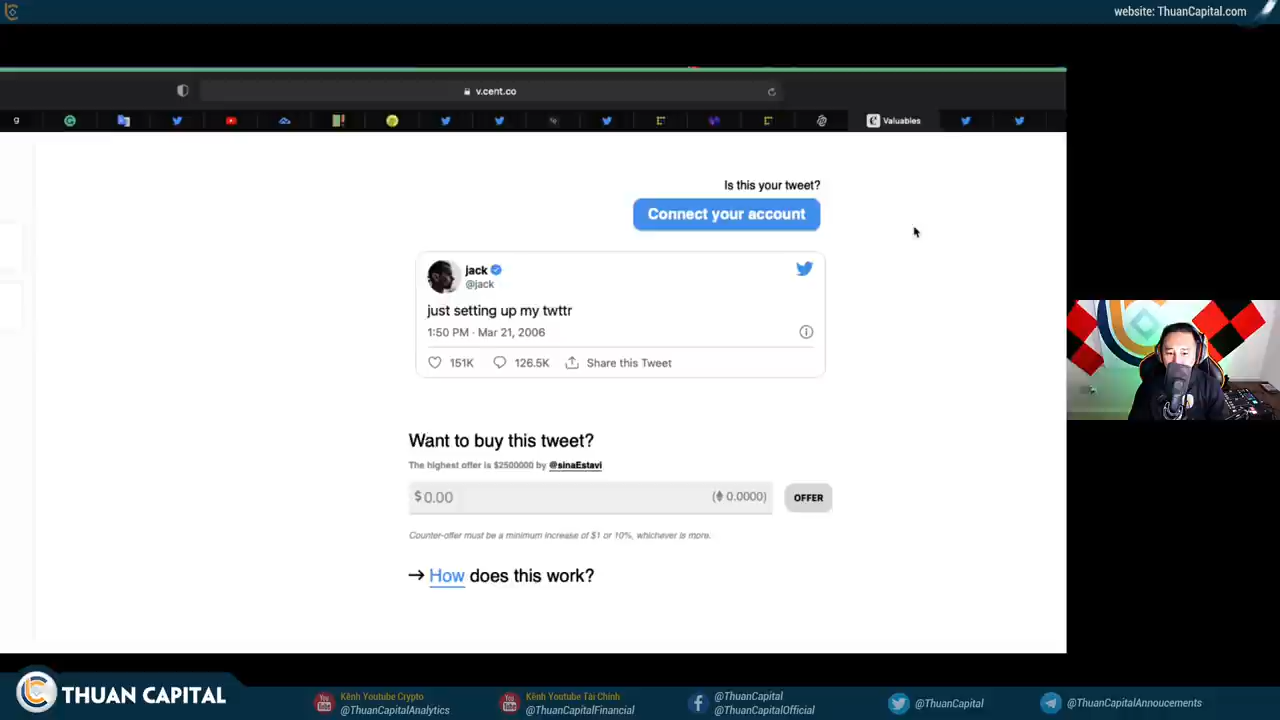 website: ThuanCapital.com
v.cent.co
g
Valuables
Is this your tweet?
Connect your account
jack
@jack
just setting up my twttr
1:50 PM · Mar 21, 2006
151K 126.5K Share this Tweet
Want to buy this tweet?
The highest offer is $2500000 by @sinaEstavi
$0.00 (0.0000) OFFER
Counter-offer must be a minimum increase of $1 or 10%, whichever is more.
→ How does this work?
THUAN CAPITAL
Kênh Youtube Crypto
@ThuanCapitalAnalytics
Kênh Youtube Tài Chính
@ThuanCapitalFinancial
@ThuanCapital
@ThuanCapitalOfficial
@ThuanCapital
@ThuanCapitalAnnoucements